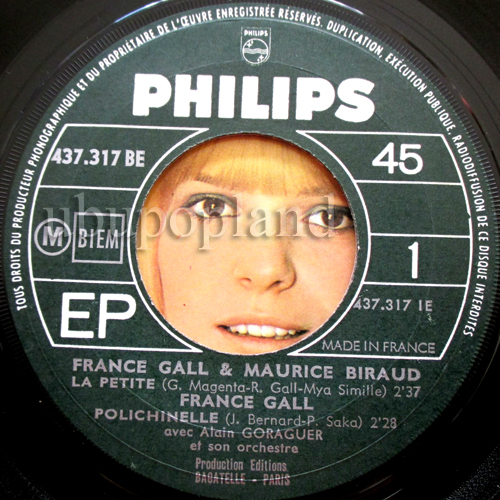 TOUS DROITS DU PRODUCTEUR PHONOGRAPHIQUE ET DU PROPRIÉTAIRE DE L'ŒUVRE ENREGISTRÉE RÉSERVÉS. DUPLICATION, EXÉCUTION PUBLIQUE, RADIODIFFUSION DE CE DISQUE INTERDITES
PHILIPS
PHILIPS
437.317 BE
45
ubupopland
M
BIEM
1
EP
437.317 1E
MADE IN FRANCE
FRANCE GALL & MAURICE BIRAUD
LA PETITE (G. Magenta-R. Gall-Mya Simille) 2'37
FRANCE GALL
POLICHINELLE (J. Bernard-P. Saka) 2'28
avec Alain GORAGUER
et son orchestre
Production Editions
BAGATELLE - PARIS